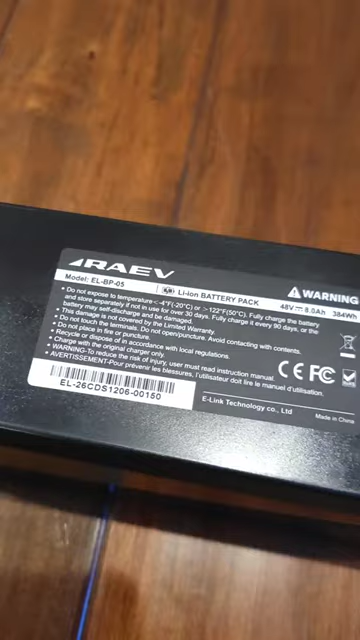 RAEV
WARNING
Model: EL-BP-05 Li-ion BATTERY PACK 48V 8.0Ah 384Wh
• Do not expose to temperature < -4°F(-20°C) or > 122°F(50°C). Fully charge the battery
and store separately if not in use for over 30 days. Fully charge it every 90 days, or the
battery may self-discharge and be damaged.
• This damage is not covered by the Limited Warranty.
• Do not touch the terminals. Do not open/puncture. Avoid contacting with contents.
• Do not place in fire or puncture.
• Recycle or dispose of in accordance with local regulations.
• Charge with the original charger only.
• WARNING-To reduce the risk of injury, user must read instruction manual.
• AVERTISSEMENT-Pour prévenir les blessures, l'utilisateur doit lire le manuel d'utilisation.
CE FC
EL-26CDS1206-00150
E-Link Technology co., Ltd
Made in China